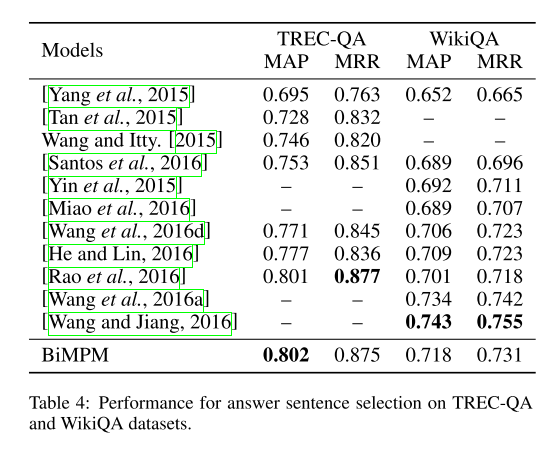 Models TREC-QA WikiQA
MAP MRR MAP MRR
[Yang et al., 2015] 0.695 0.763 0.652 0.665
[Tan et al., 2015] 0.728 0.832 – –
Wang and Itty. [2015] 0.746 0.820 – –
[Santos et al., 2016] 0.753 0.851 0.689 0.696
[Yin et al., 2015] – – 0.692 0.711
[Miao et al., 2016] – – 0.689 0.707
[Wang et al., 2016d] 0.771 0.845 0.706 0.723
[He and Lin, 2016] 0.777 0.836 0.709 0.723
[Rao et al., 2016] 0.801 0.877 0.701 0.718
[Wang et al., 2016a] – – 0.734 0.742
[Wang and Jiang, 2016] – – 0.743 0.755
BiMPM 0.802 0.875 0.718 0.731
Table 4: Performance for answer sentence selection on TREC-QA
and WikiQA datasets.